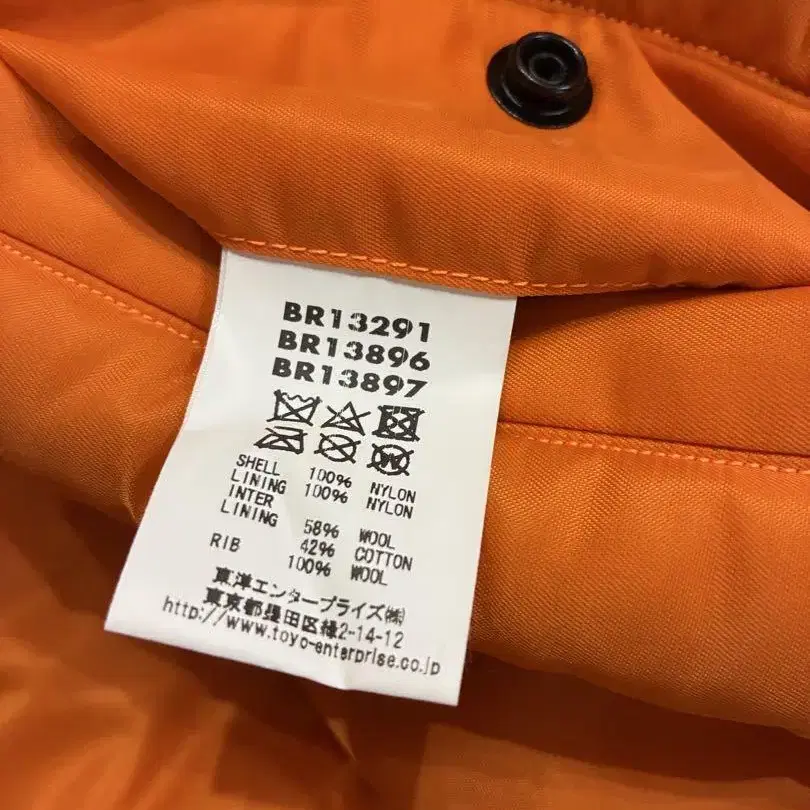 BR13291
BR13896
BR13897
SHELL 100% NYLON
LINING 100% NYLON
INTER
LINING 58% WOOL
42% COTTON
RIB 100% WOOL
東洋エンタープライズ㈱
東京都墨田区緑2-14-12
http://www.toyo-enterprise.co.jp